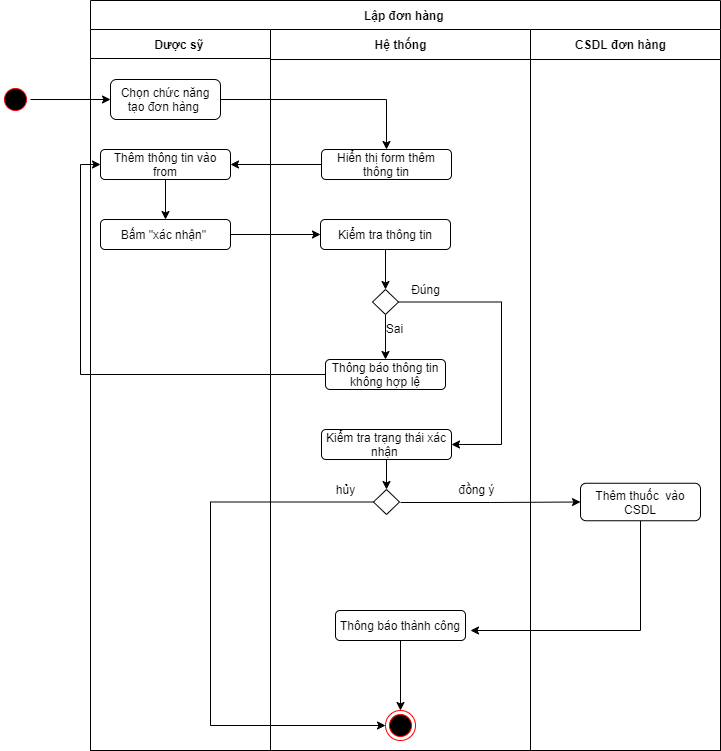 Lập đơn hàng
Dược sỹ
Hệ thống
CSDL đơn hàng
Chọn chức năng
tạo đơn hàng
Thêm thông tin vào
from
Hiển thị form thêm
thông tin
Bấm "xác nhận"
Kiểm tra thông tin
Đúng
Sai
Thông báo thông tin
không hợp lệ
Kiểm tra trạng thái xác
nhận
hủy
đồng ý
Thêm thuốc vào
CSDL
Thông báo thành công